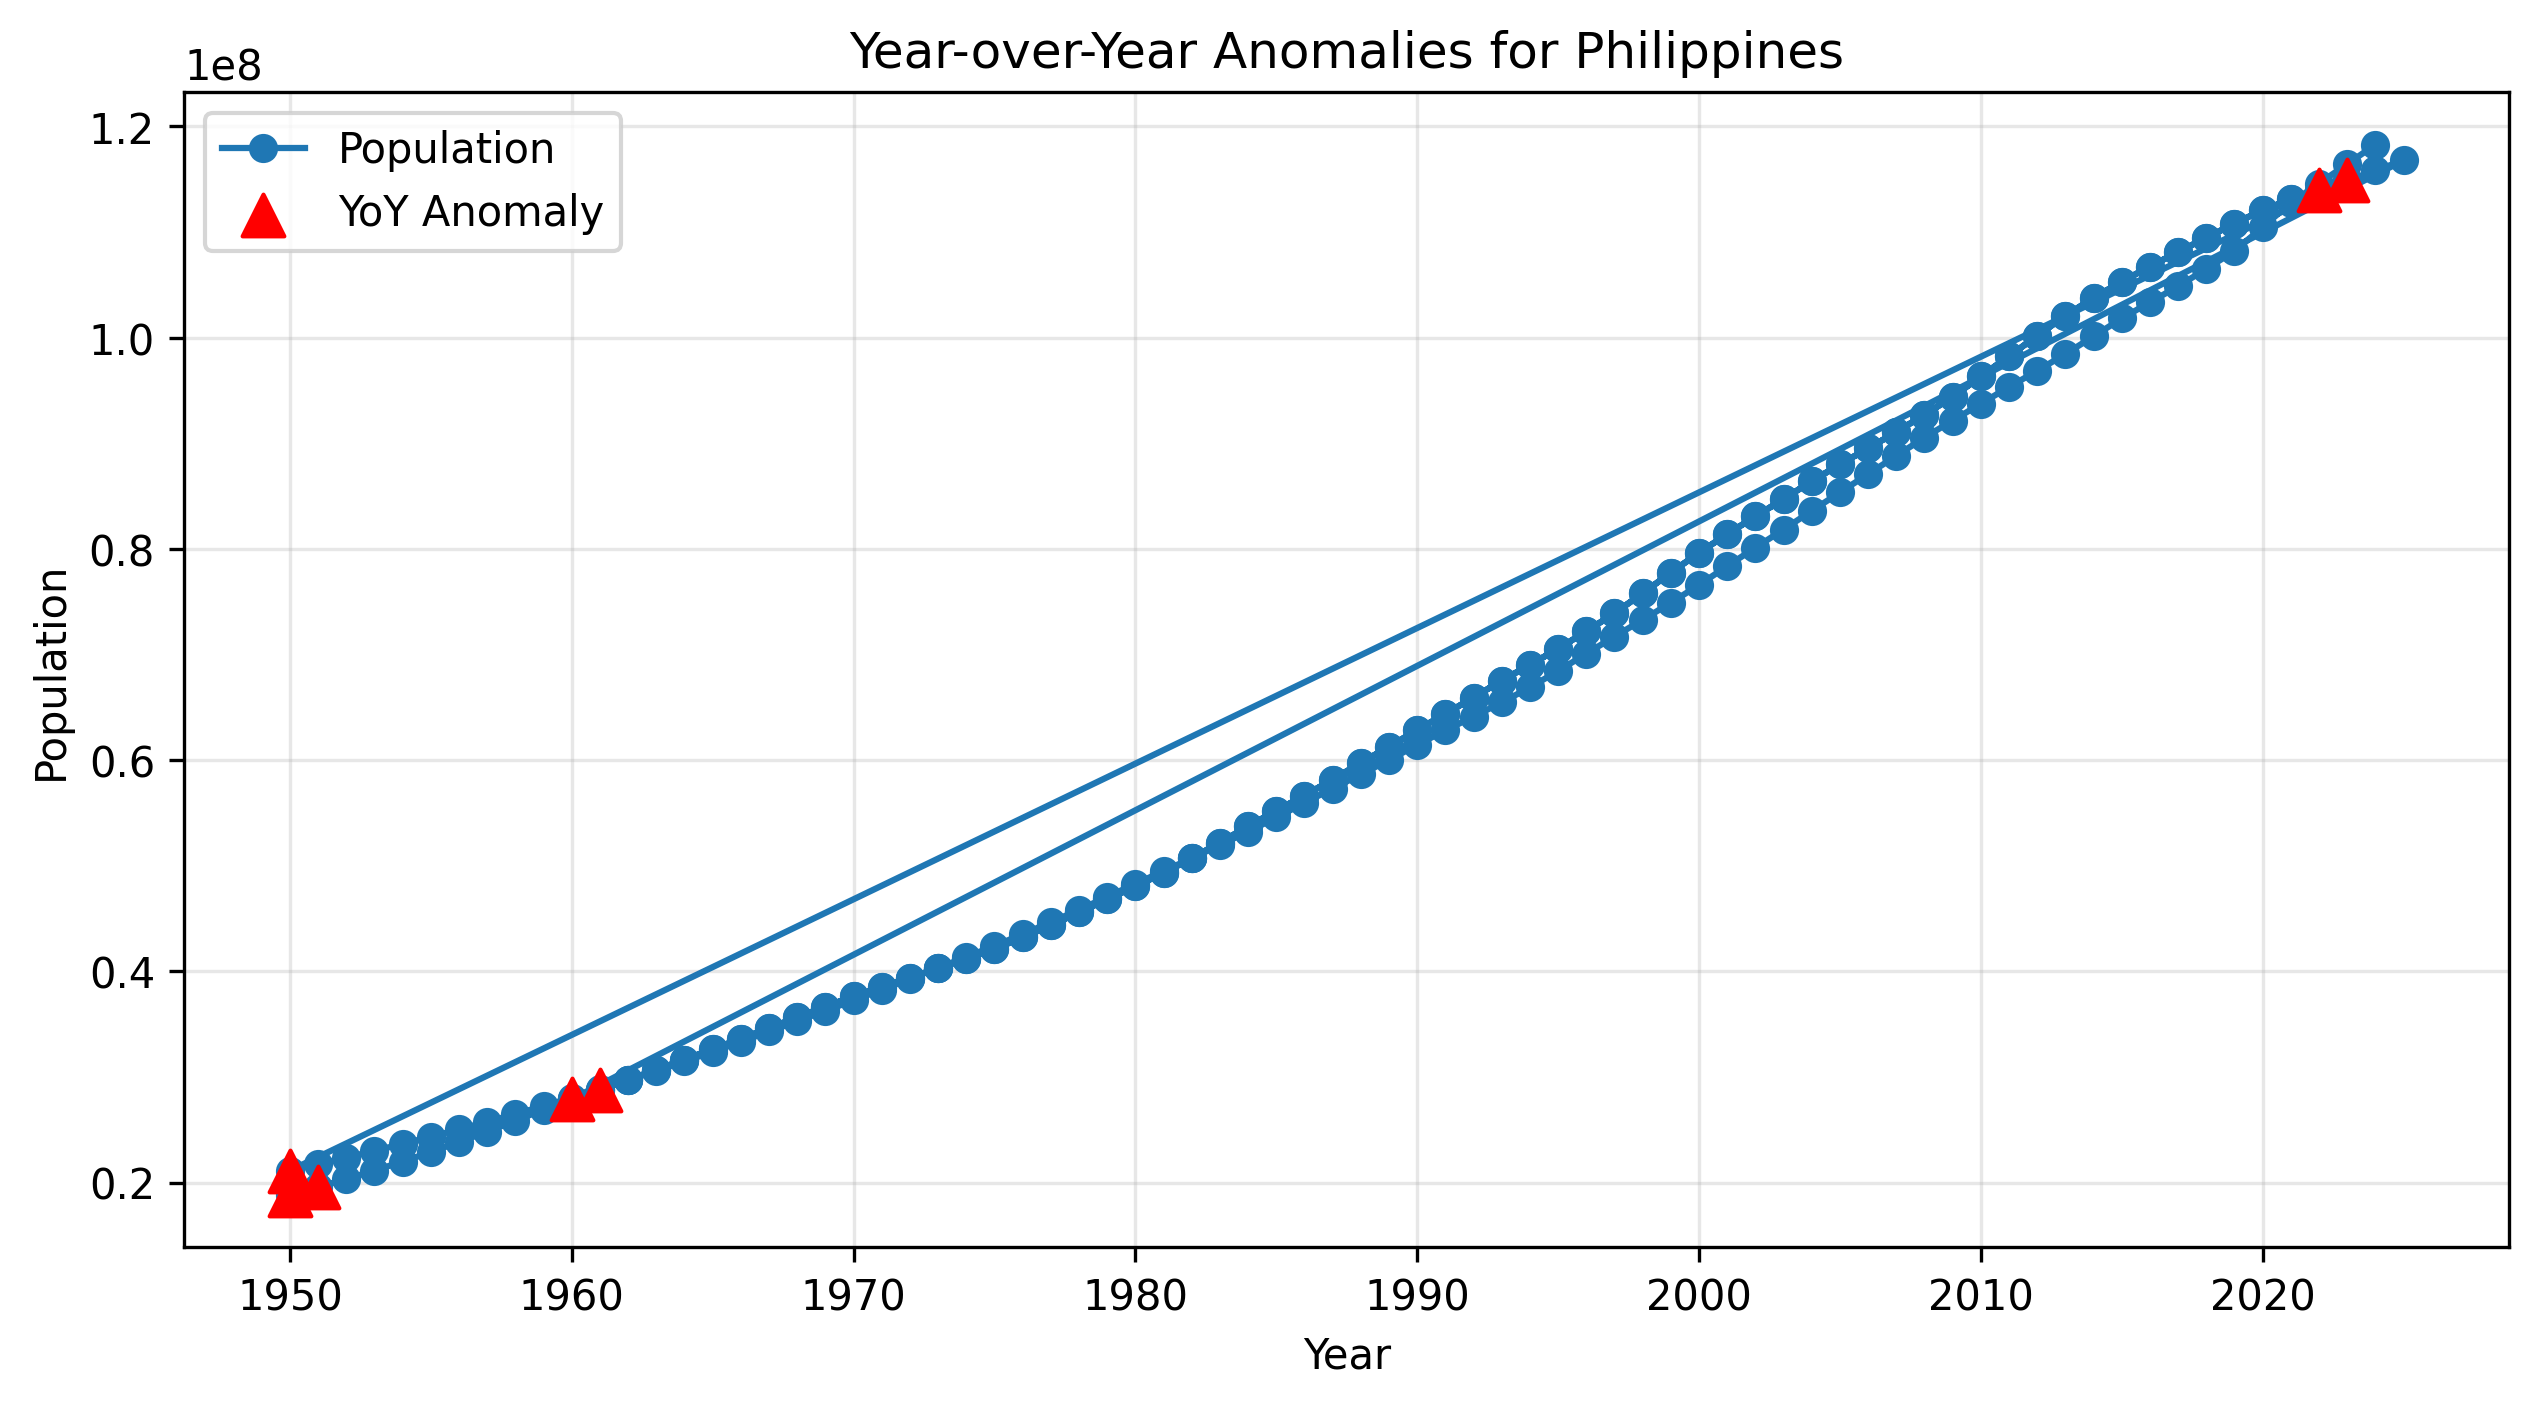 Year-over-Year Anomalies for Philippines
1e8
1.2
1.0
0.8
0.6
0.4
0.2
Population
Population
YoY Anomaly
1950 1960 1970 1980 1990 2000 2010 2020
Year